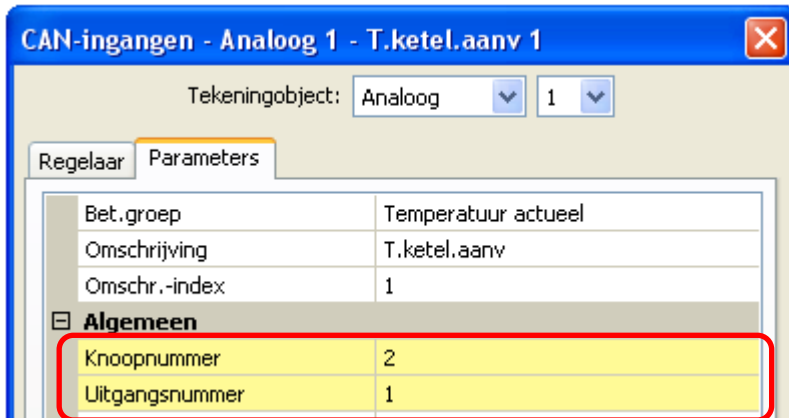 CAN-ingangen - Analoog 1 - T.ketel.aanv 1
Tekeningobject: Analoog 1
Regelaar Parameters
Bet.groep Temperatuur actueel
Omschrijving T.ketel.aanv
Omschr.-index 1
Algemeen
Knoopnummer 2
Uitgangsnummer 1